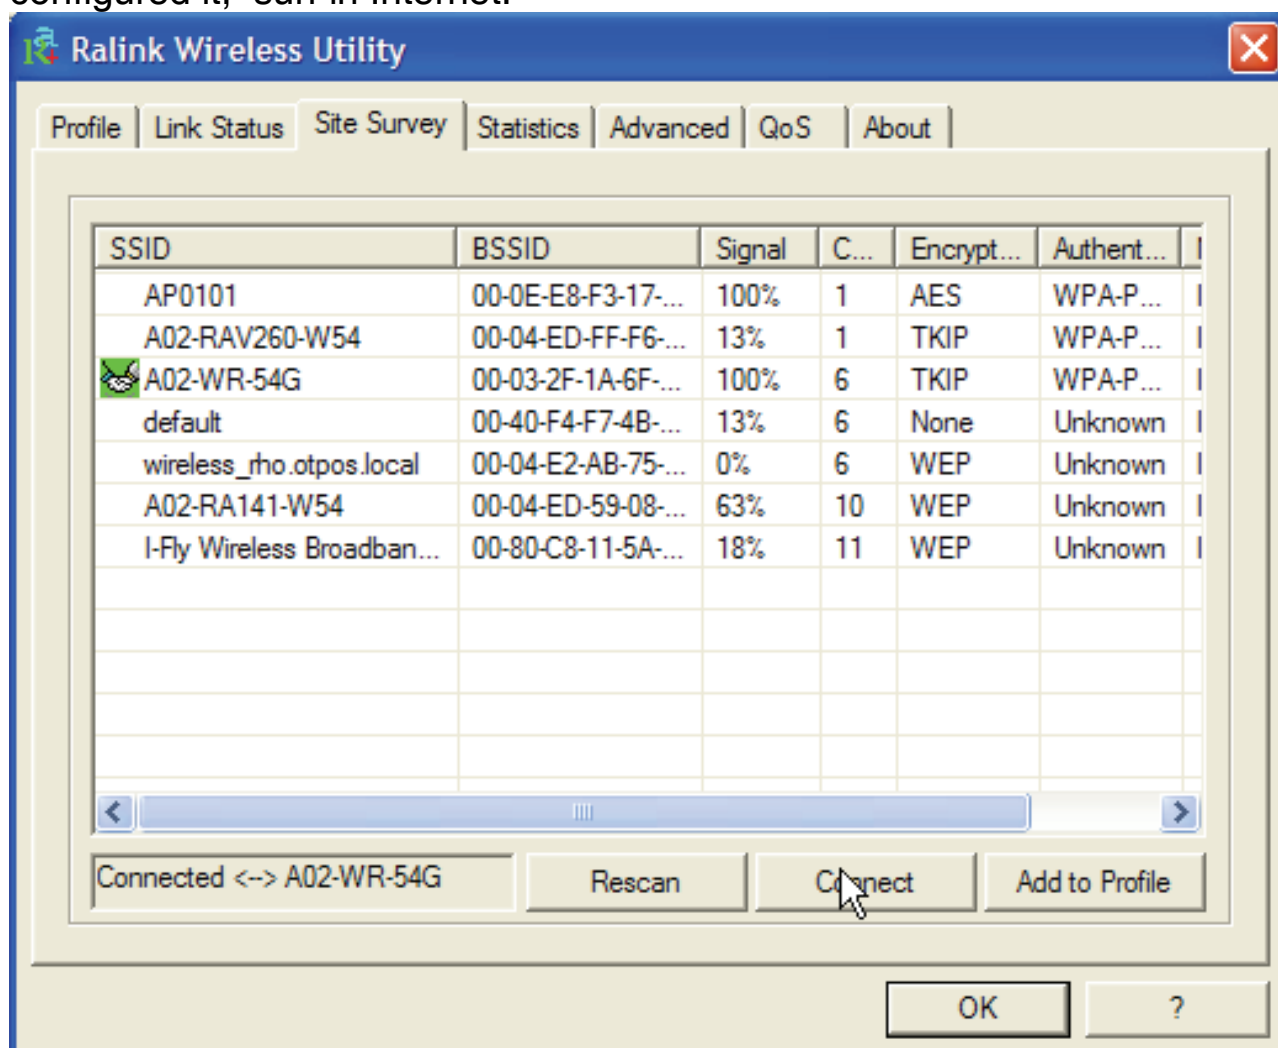 configured it, surf in Internet.
Ralink Wireless Utility
Profile Link Status Site Survey Statistics Advanced QoS About
SSID BSSID Signal C... Encrypt... Authent...
AP0101 00-0E-E8-F3-17-... 100% 1 AES WPA-P...
A02-RAV260-W54 00-04-ED-FF-F6-... 13% 1 TKIP WPA-P...
A02-WR-54G 00-03-2F-1A-6F-... 100% 6 TKIP WPA-P...
default 00-40-F4-F7-4B-... 13% 6 None Unknown
wireless_rho.otpos.local 00-04-E2-AB-75-... 0% 6 WEP Unknown
A02-RA141-W54 00-04-ED-59-08-... 63% 10 WEP Unknown
I-Fly Wireless Broadban... 00-80-C8-11-5A-... 18% 11 WEP Unknown
Connected <--> A02-WR-54G Rescan Connect Add to Profile
OK ?